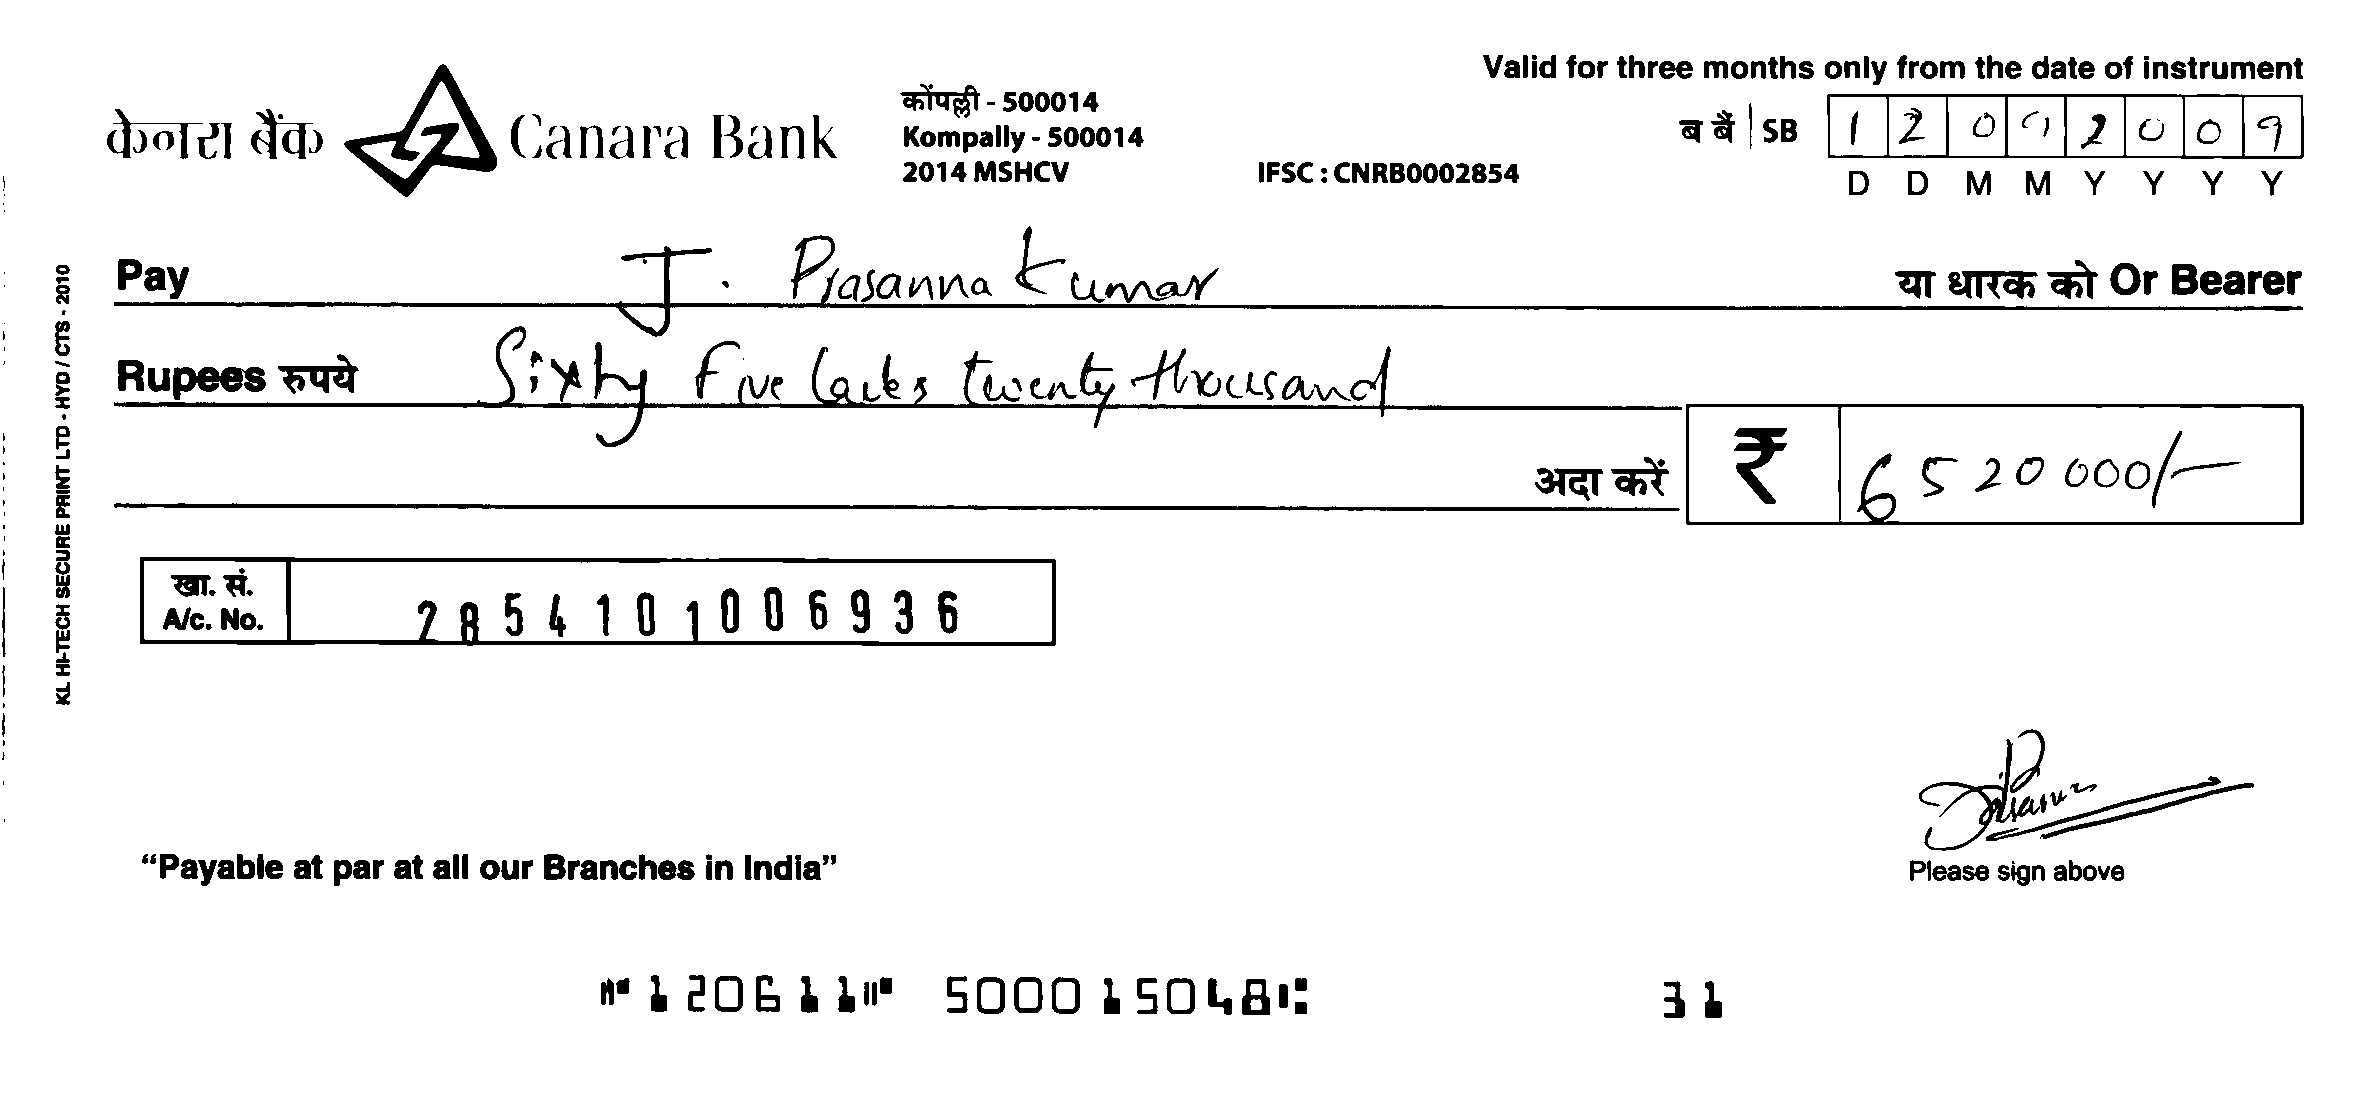 Valid for three months only from the date of instrument
केनरा बैंक Canara Bank
कोंपल्ली - 500014
Kompally - 500014
2014 MSHCV
IFSC : CNRB0002854
ब बैं SB 1 2 0 9 2 0 0 9
D D M M Y Y Y Y
Pay J. Prasanna Kumar या धारक को Or Bearer
Rupees रुपये Sixty Five lacks twenty thousand
अदा करें ₹ 6520000/-
खा. सं.
A/c. No. 2854101006936
KL HI-TECH SECURE PRINT LTD - HYD / CTS - 2010
Please sign above
“Payable at par at all our Branches in India”
120611 500015048 31